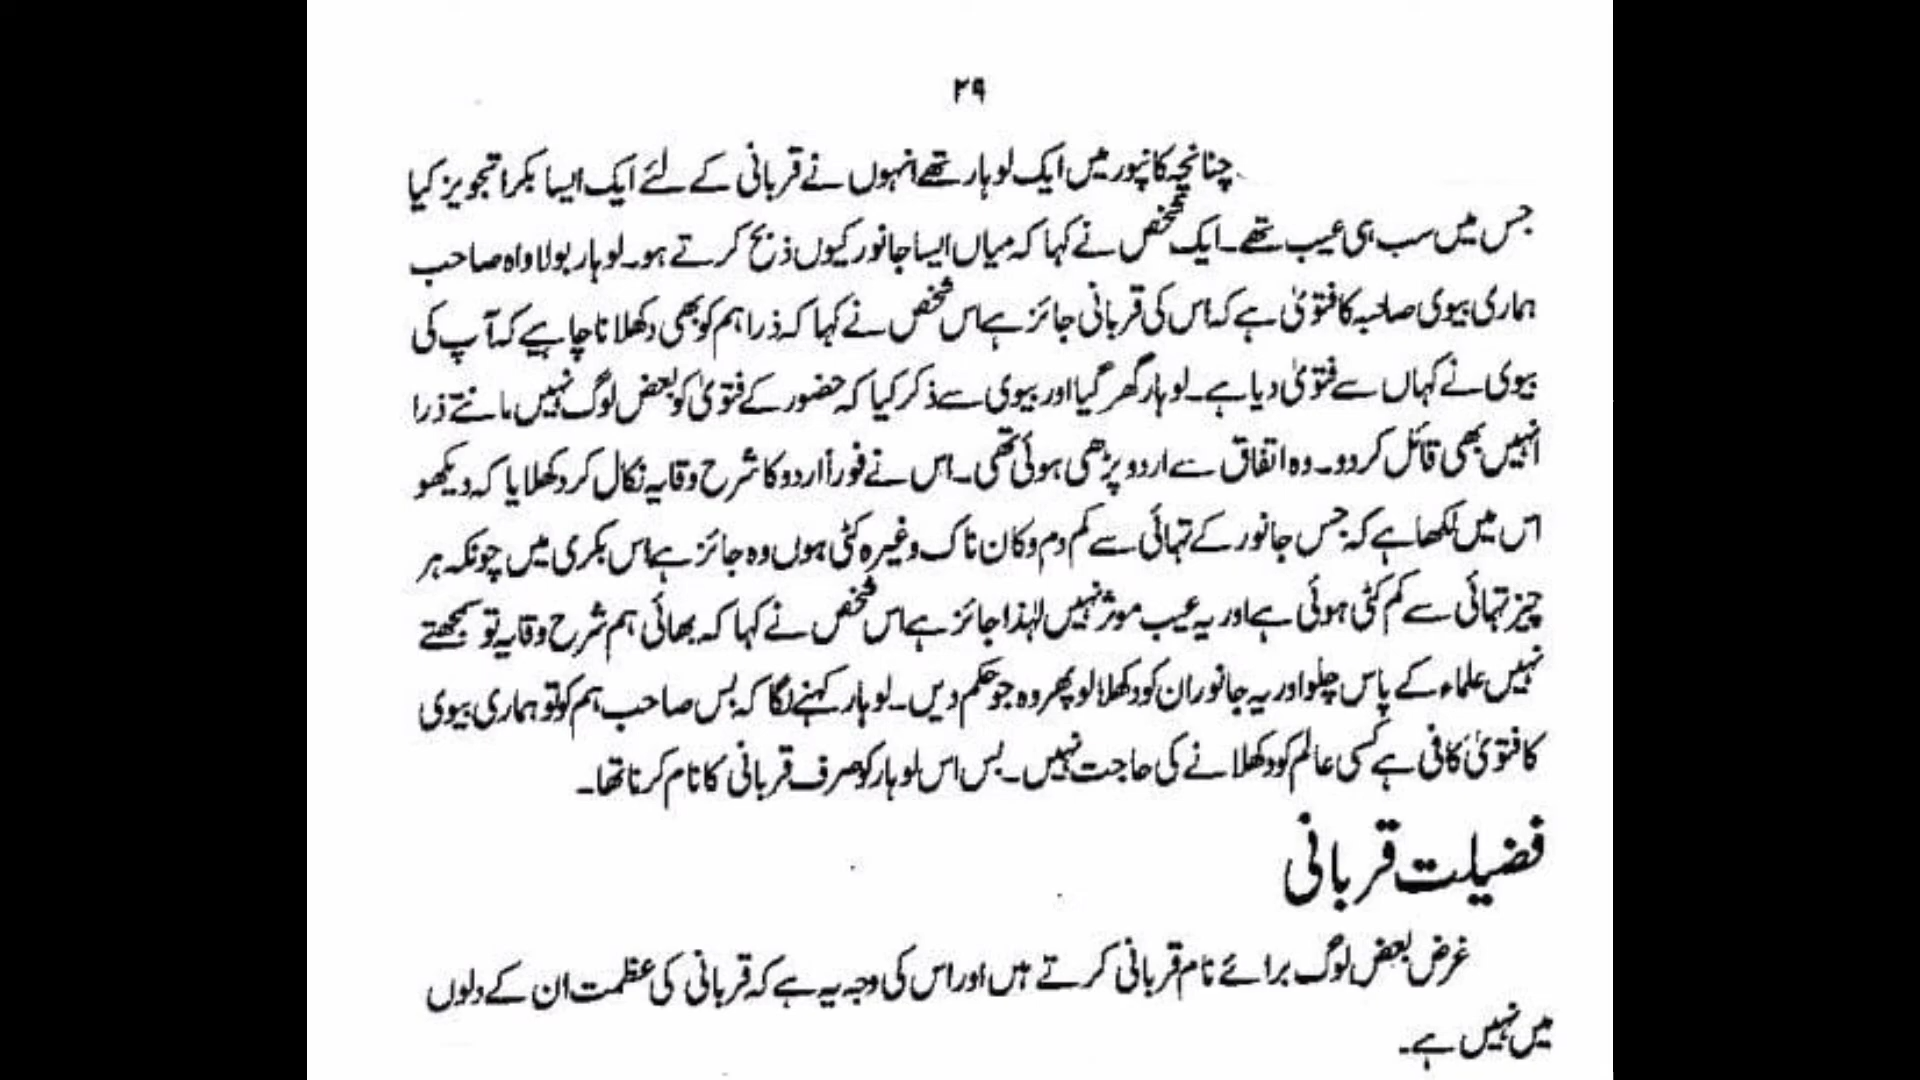 ۲۹
چنانچہ کانپور میں ایک لوہار تھے انہوں نے قربانی کے لئے ایک ایسا بکرا تجویز کیا
جس میں سب ہی عیب تھے۔ ایک شخص نے کہا کہ میاں ایسا جانور کیوں ذبح کرتے ہو۔ لوہار بولا واہ صاحب
ہماری بیوی صاحبہ کا فتویٰ ہے کہ اس کی قربانی جائز ہے اس شخص نے کہا کہ ذرا ہم کو بھی دکھلانا چاہیے کہ آپ کی
بیوی نے کہاں سے فتویٰ دیا ہے۔ لوہار گھر گیا اور بیوی سے ذکر کیا کہ حضور کے فتویٰ کو بعض لوگ نہیں مانتے ذرا
انہیں بھی قائل کر دو۔ وہ اتفاق سے اردو پڑھی ہوئی تھی۔ اس نے فوراً اردو کا شرح وقایہ نکال کر دکھلایا کہ دیکھو
اس میں لکھا ہے کہ جس جانور کے تہائی سے کم دم و کان ناک وغیرہ کٹی ہوں وہ جائز ہے اس بکری میں چونکہ ہر
چیز تہائی سے کم کٹی ہوئی ہے اور یہ عیب موثر نہیں لہٰذا جائز ہے اس شخص نے کہا کہ بھائی ہم شرح وقایہ تو سمجھتے
نہیں علماء کے پاس چلو اور یہ جانور ان کو دکھلا لو پھر وہ جو حکم دیں۔ لوہار کہنے لگا کہ بس صاحب ہم کو تو ہماری بیوی
کا فتویٰ کافی ہے کسی عالم کو دکھلانے کی حاجت نہیں۔ بس اس لوہار کو صرف قربانی کا نام کرنا تھا۔
فضیلت قربانی
غرض بعض لوگ برائے نام قربانی کرتے ہیں اور اس کی وجہ یہ ہے کہ قربانی کی عظمت ان کے دلوں
میں نہیں ہے۔